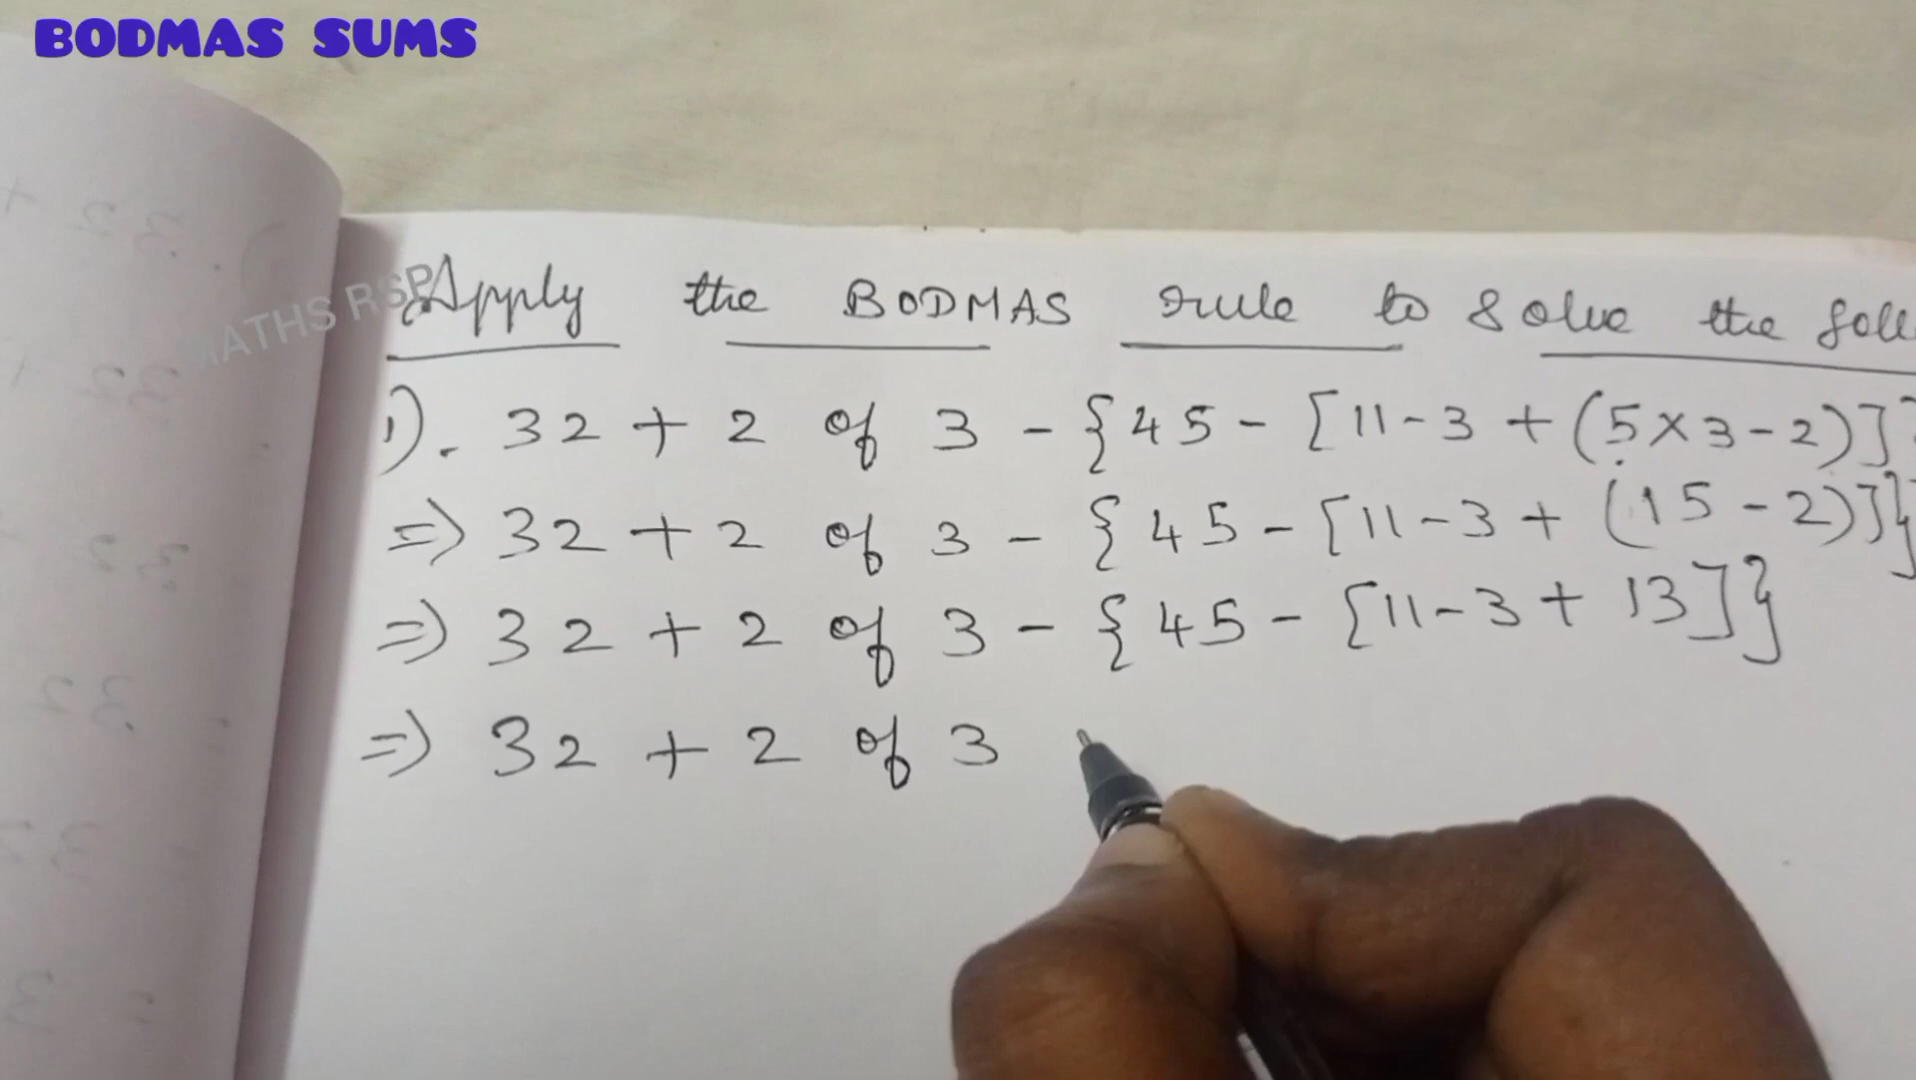 BODMAS SUMS
MATHS RSP
Apply the BODMAS rule to solve the foll
1). 32 + 2 of 3 - {45 - [11-3 + (5×3-2)]}
=> 32 + 2 of 3 - {45 - [11-3 + (15-2)]}
=> 32 + 2 of 3 - {45 - [11-3 + 13]}
=> 32 + 2 of 3